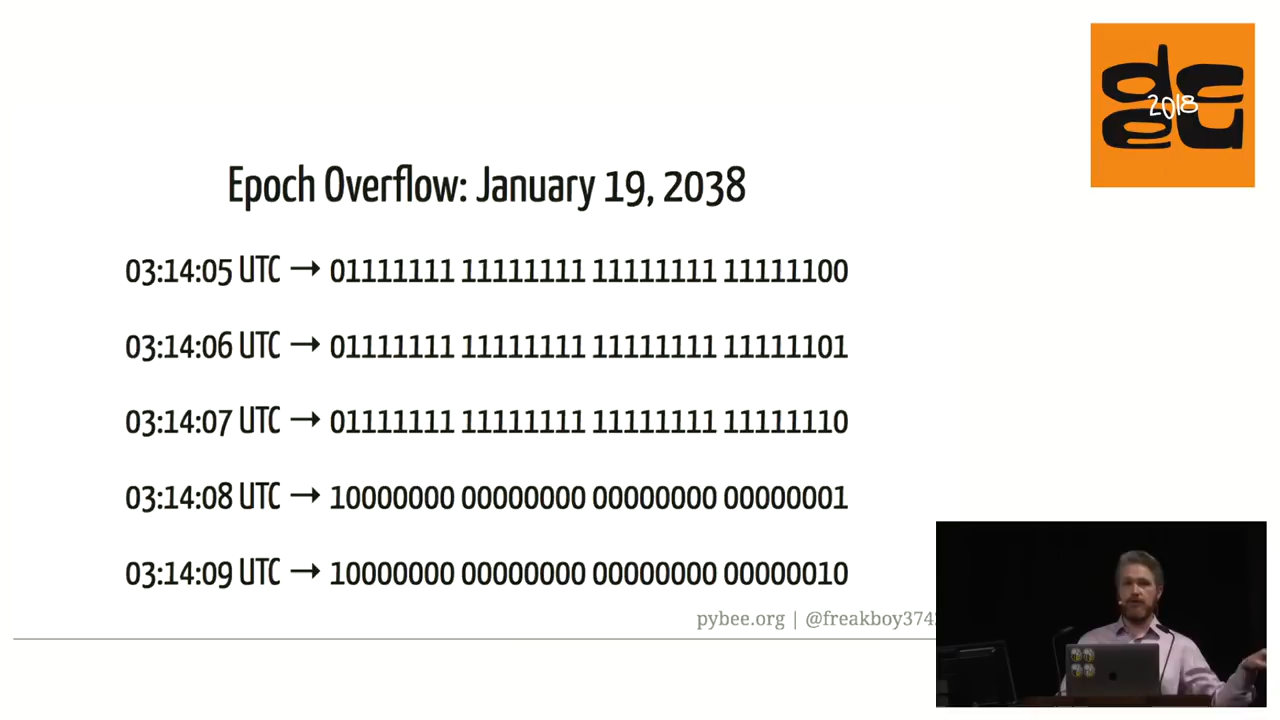 2018
Epoch Overflow: January 19, 2038
03:14:05 UTC → 01111111 11111111 11111111 11111100
03:14:06 UTC → 01111111 11111111 11111111 11111101
03:14:07 UTC → 01111111 11111111 11111111 11111110
03:14:08 UTC → 10000000 00000000 00000000 00000001
03:14:09 UTC → 10000000 00000000 00000000 00000010
pybee.org | @freakboy374